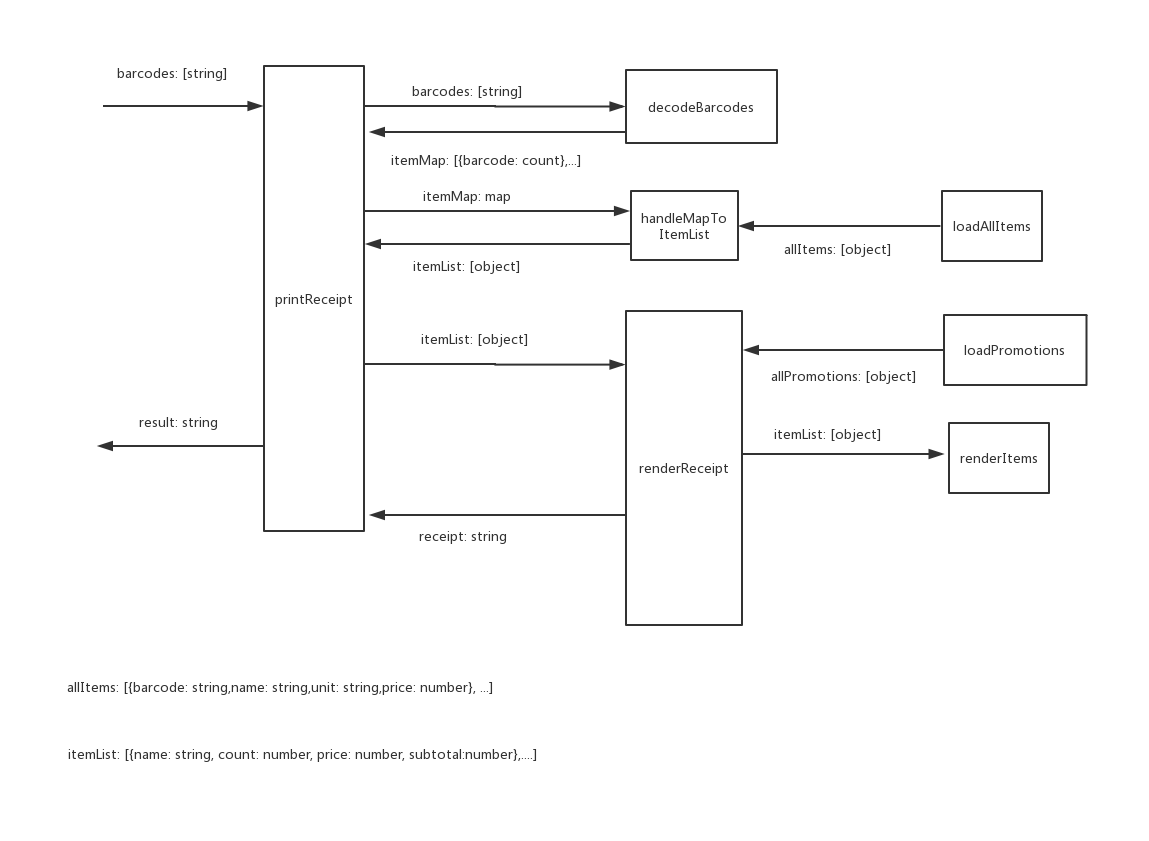 barcodes: [string]
barcodes: [string]
decodeBarcodes
itemMap: [{barcode: count},...]
itemMap: map
handleMapTo
ItemList
loadAllItems
allItems: [object]
itemList: [object]
printReceipt
itemList: [object]
loadPromotions
allPromotions: [object]
result: string
itemList: [object]
renderItems
renderReceipt
receipt: string
allItems: [{barcode: string,name: string,unit: string,price: number}, ...]
itemList: [{name: string, count: number, price: number, subtotal:number},....]